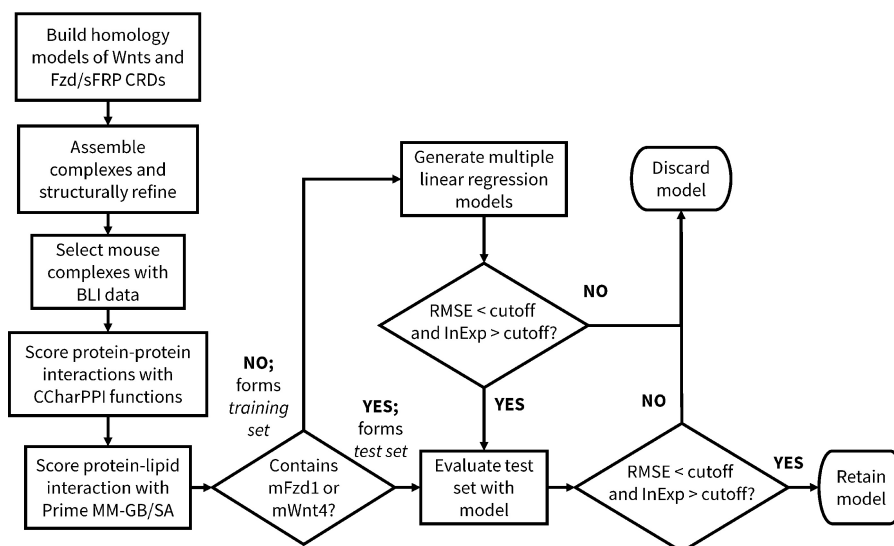 Build homology
models of Wnts and
Fzd/sFRP CRDs
Assemble
complexes and
structurally refine
Select mouse
complexes with
BLI data
Score protein-protein
interactions with
CCharPPI functions
Score protein-lipid
interaction with
Prime MM-GB/SA
Contains
mFzd1 or
mWnt4?
NO;
forms
training
set
YES;
forms
test set
Generate multiple
linear regression
models
RMSE < cutoff
and InExp > cutoff?
NO
YES
Evaluate test
set with
model
RMSE < cutoff
and InExp > cutoff?
NO
Discard
model
YES
Retain
model